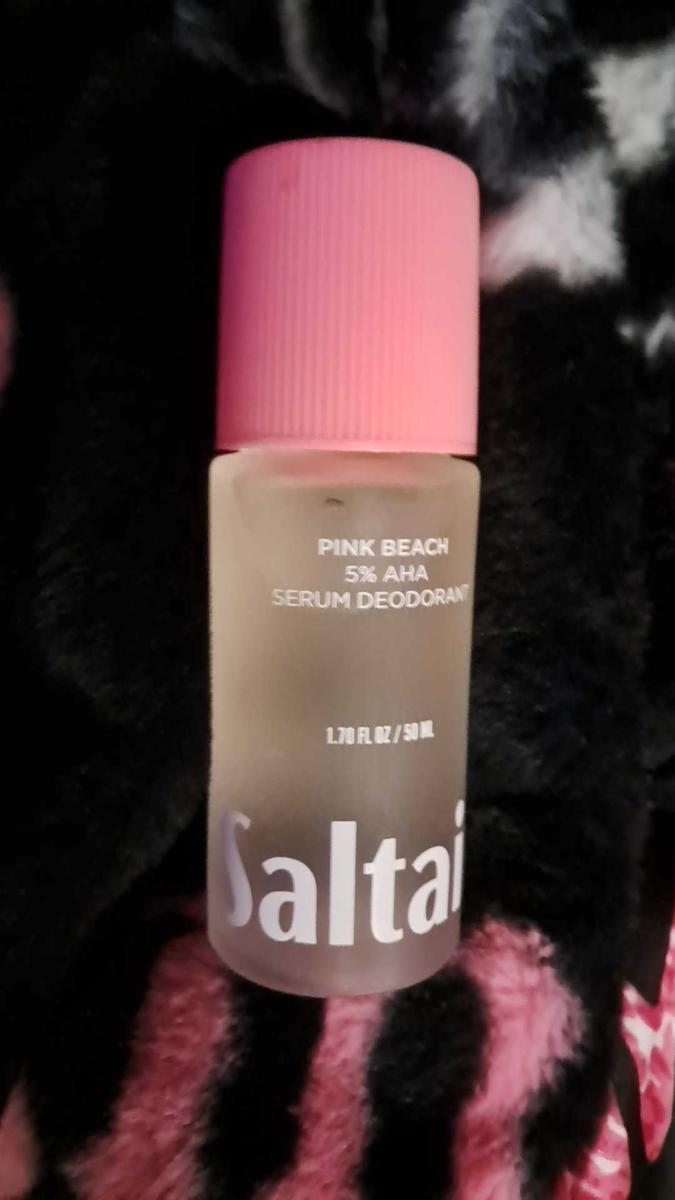 PINK BEACH
5% AHA
SERUM DEODORANT
1.70 FL OZ / 50 ML
Saltai